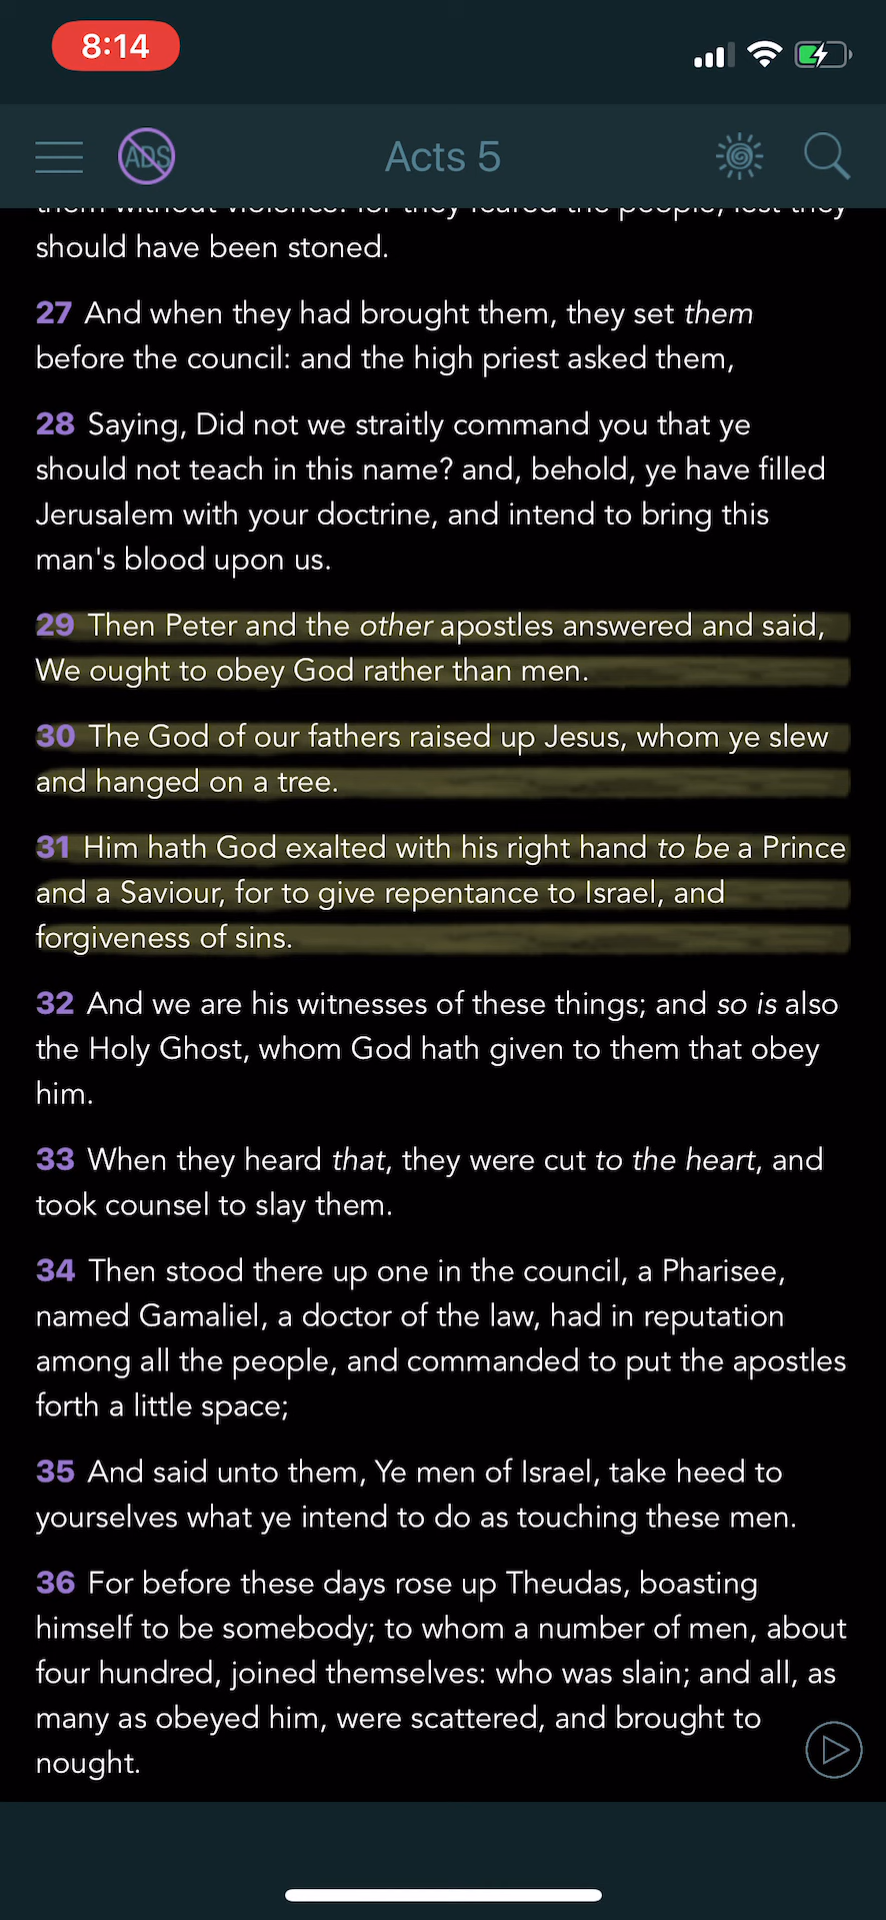 8:14
ADS
Acts 5
them without violence: for they feared the people, lest they
should have been stoned.
27 And when they had brought them, they set them
before the council: and the high priest asked them,
28 Saying, Did not we straitly command you that ye
should not teach in this name? and, behold, ye have filled
Jerusalem with your doctrine, and intend to bring this
man's blood upon us.
29 Then Peter and the other apostles answered and said,
We ought to obey God rather than men.
30 The God of our fathers raised up Jesus, whom ye slew
and hanged on a tree.
31 Him hath God exalted with his right hand to be a Prince
and a Saviour, for to give repentance to Israel, and
forgiveness of sins.
32 And we are his witnesses of these things; and so is also
the Holy Ghost, whom God hath given to them that obey
him.
33 When they heard that, they were cut to the heart, and
took counsel to slay them.
34 Then stood there up one in the council, a Pharisee,
named Gamaliel, a doctor of the law, had in reputation
among all the people, and commanded to put the apostles
forth a little space;
35 And said unto them, Ye men of Israel, take heed to
yourselves what ye intend to do as touching these men.
36 For before these days rose up Theudas, boasting
himself to be somebody; to whom a number of men, about
four hundred, joined themselves: who was slain; and all, as
many as obeyed him, were scattered, and brought to
nought.